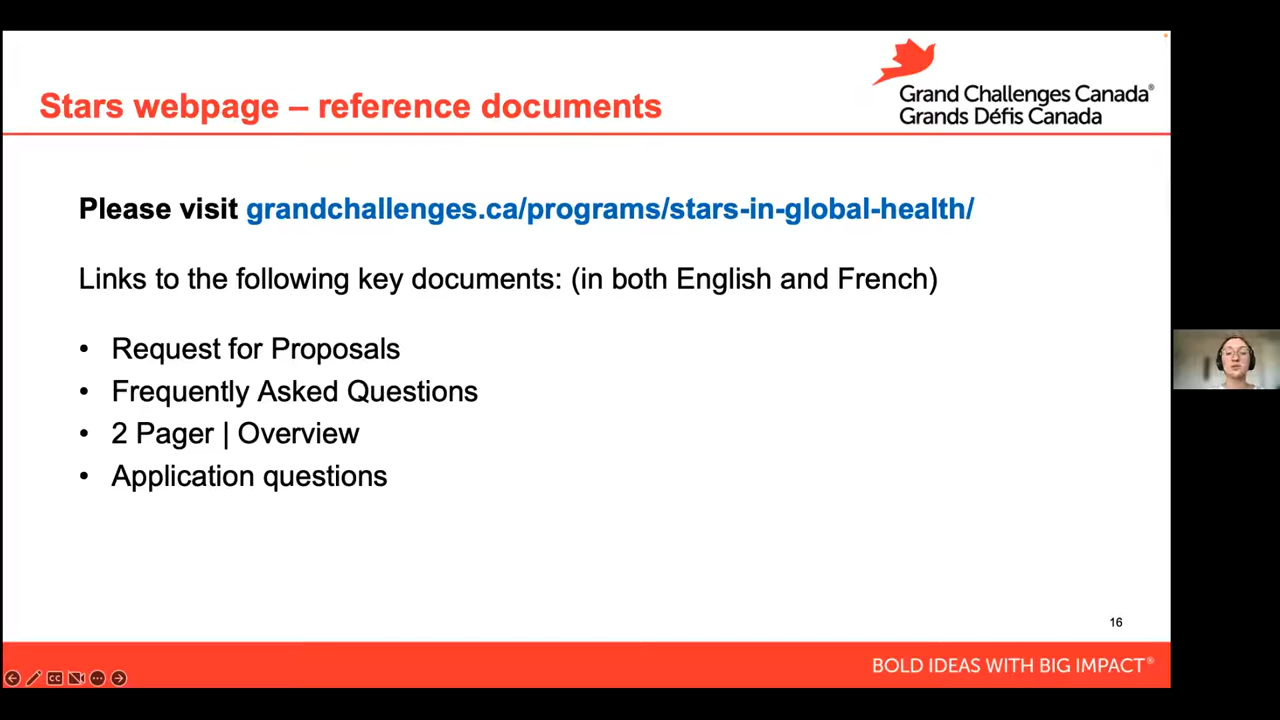 Stars webpage – reference documents
Grand Challenges Canada®
Grands Défis Canada
Please visit grandchallenges.ca/programs/stars-in-global-health/
Links to the following key documents: (in both English and French)
• Request for Proposals
• Frequently Asked Questions
• 2 Pager | Overview
• Application questions
16
BOLD IDEAS WITH BIG IMPACT®
CC